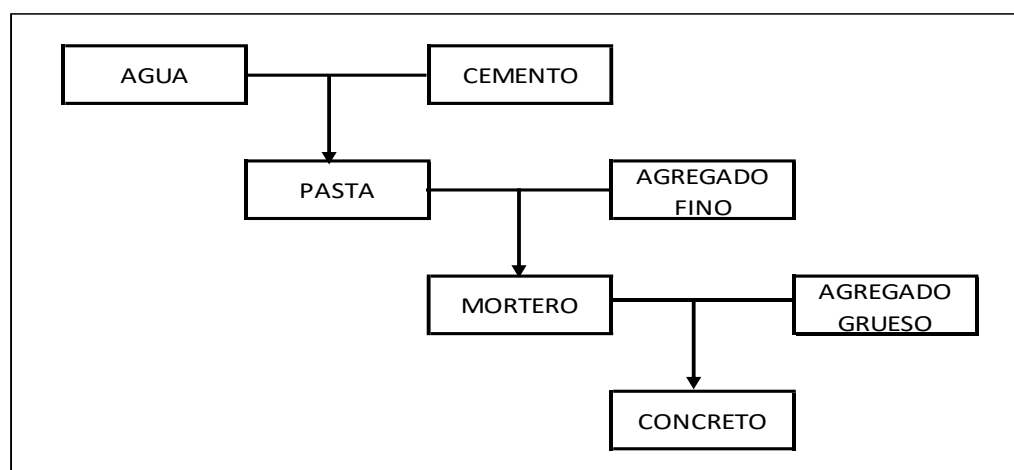 AGUA
CEMENTO
PASTA
AGREGADO
FINO
MORTERO
AGREGADO
GRUESO
CONCRETO